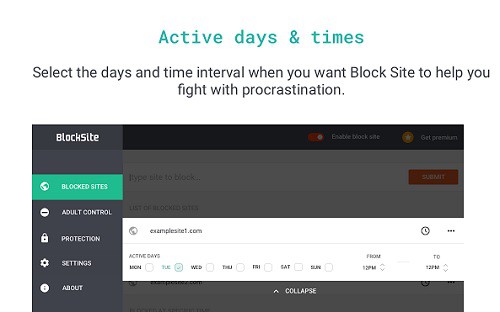 Active days & times
Select the days and time interval when you want Block Site to help you
fight with procrastination.
BlockSite
Enable block site
Get premium
BLOCKED SITES
Type site to block...
SUBMIT
ADULT CONTROL
LIST OF BLOCKED SITES
examplesite1.com
PROTECTION
ACTIVE DAYS
FROM
TO
SETTINGS
MON TUE WED THU FRI SAT SUN
12PM
12PM
ABOUT
COLLAPSE